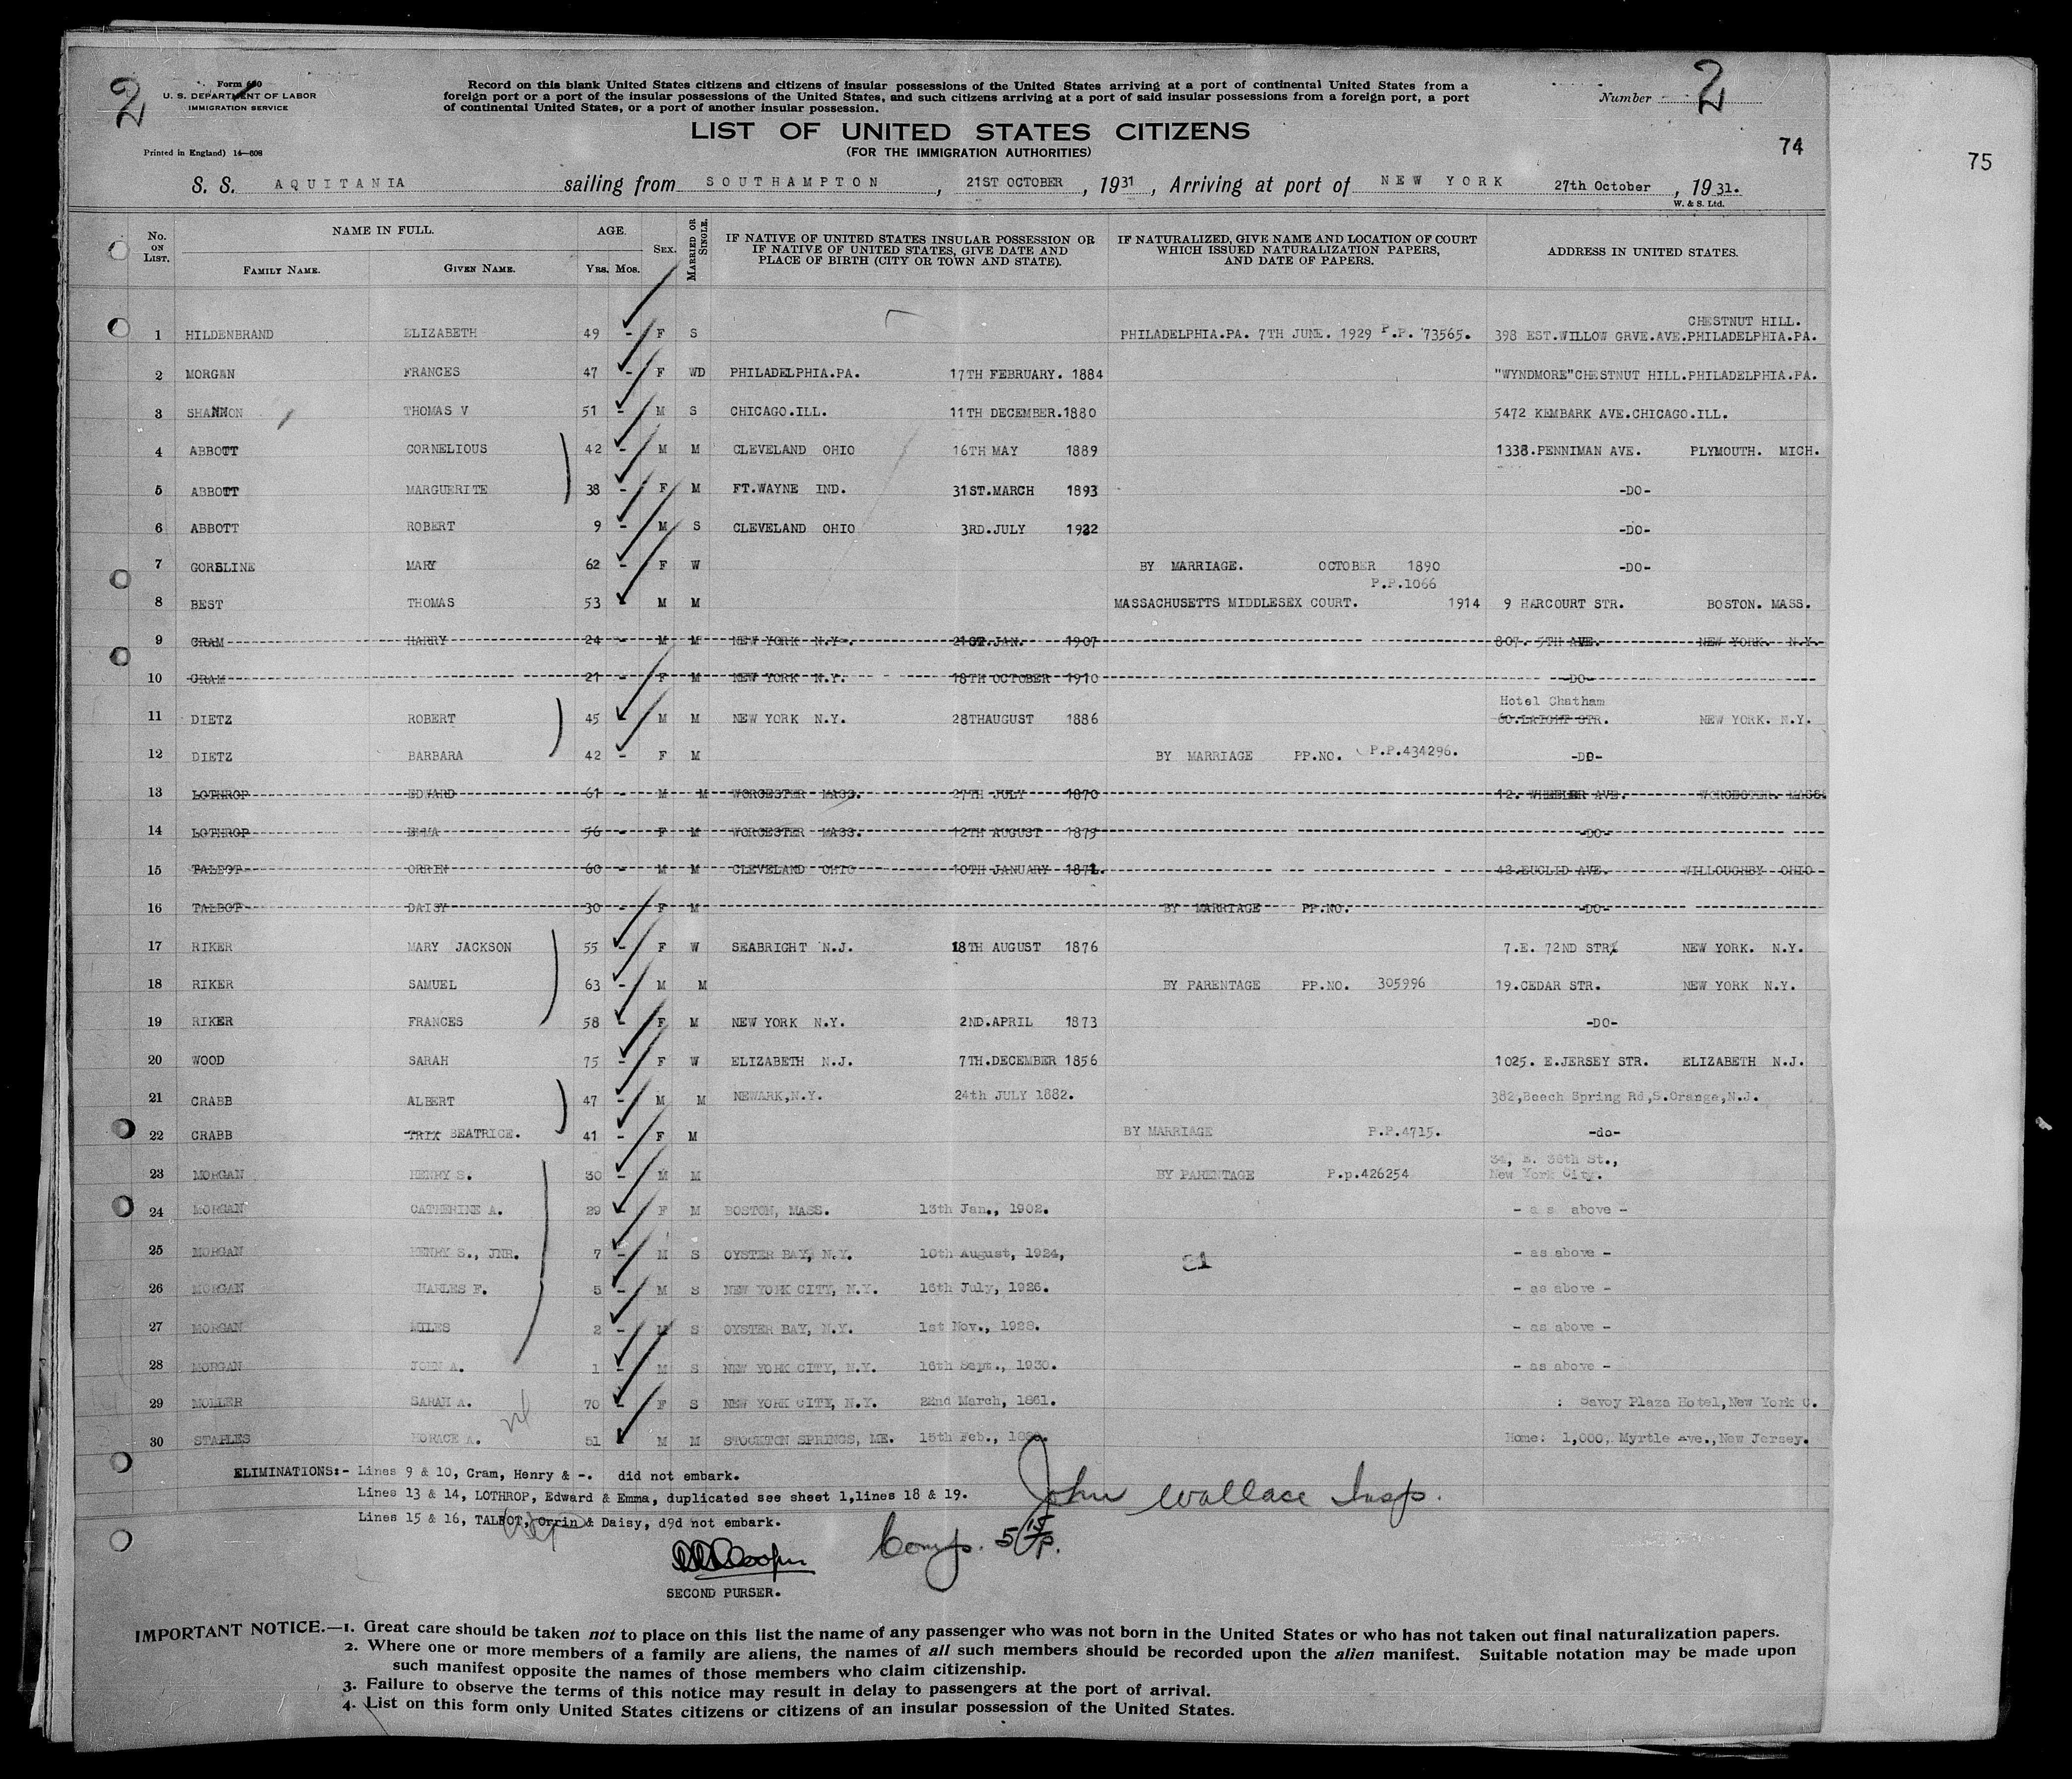 2
Form 630
U. S. DEPARTMENT OF LABOR
IMMIGRATION SERVICE
Printed in England) 14—608
Record on this blank United States citizens and citizens of insular possessions of the United States arriving at a port of continental United States from a
foreign port or a port of the insular possessions of the United States, and such citizens arriving at a port of said insular possessions from a foreign port, a port
of continental United States, or a port of another insular possession.
Number 2
LIST OF UNITED STATES CITIZENS
(FOR THE IMMIGRATION AUTHORITIES)
74
75
S. S. AQUITANIA sailing from SOUTHAMPTON, 21ST OCTOBER, 1931, Arriving at port of NEW YORK 27th October, 1931.
W. & S. Ltd.
No. ON LIST. NAME IN FULL. FAMILY NAME. GIVEN NAME. AGE. YRS. MOS. SEX. MARRIED OR SINGLE. IF NATIVE OF UNITED STATES INSULAR POSSESSION OR IF NATIVE OF UNITED STATES, GIVE DATE AND PLACE OF BIRTH (CITY OR TOWN AND STATE). IF NATURALIZED, GIVE NAME AND LOCATION OF COURT WHICH ISSUED NATURALIZATION PAPERS, AND DATE OF PAPERS. ADDRESS IN UNITED STATES.
CHESTNUT HILL.
1 HILDENBRAND ELIZABETH 49 - F S PHILADELPHIA.PA. 7TH JUNE. 1929 P.P. 73565. 398 EST.WILLOW GRVE.AVE.PHILADELPHIA.PA.
2 MORGAN FRANCES 47 - F WD PHILADELPHIA.PA. 17TH FEBRUARY. 1884 "WYNDMORE"CHESTNUT HILL.PHILADELPHIA.PA.
3 SHANNON THOMAS V 51 - M S CHICAGO.ILL. 11TH DECEMBER.1880 5472 KEMBARK AVE.CHICAGO.ILL.
4 ABBOTT CORNELIOUS 42 - M M CLEVELAND OHIO 16TH MAY 1889 1338.PENNIMAN AVE. PLYMOUTH. MICH.
5 ABBOTT MARGUERITE 38 - F M FT.WAYNE IND. 31ST.MARCH 1893 -DO-
6 ABBOTT ROBERT 9 - M S CLEVELAND OHIO 3RD.JULY 1922 -DO-
7 GORSLINE MARY 62 - F W BY MARRIAGE. OCTOBER 1890 -DO-
P.P.1066
8 BEST THOMAS 53 - M M MASSACHUSETTS MIDDLESEX COURT. 1914 9 HARCOURT STR. BOSTON. MASS.
9 CRAM HARRY 24 - M M NEW YORK N.Y. 21ST.JAN. 1907 807. 5TH AVE. NEW YORK. N.Y.
10 CRAM 21 - F M NEW YORK N.Y. 18TH OCTOBER 1910 -DO-
Hotel Chatham
11 DIETZ ROBERT 45 - M M NEW YORK N.Y. 28THAUGUST 1886 60.LAIGHT STR. NEW YORK. N.Y.
12 DIETZ BARBARA 42 - F M BY MARRIAGE PP.NO. P.P.434296. -DO-
13 LOTHROP EDWARD 61 - M M WORCESTER MASS. 27TH JULY 1870 12. WHEELER AVE. WORCESTER. MASS.
14 LOTHROP EMMA 56 - F M WORCESTER MASS. 12TH AUGUST 1875 -DO-
15 TALBOT ORRIN 60 - M M CLEVELAND OHIO 10TH JANUARY 1871. 42.EUCLID AVE. WILLOUGHBY OHIO
16 TALBOT DAISY 30 - F M BY MARRIAGE PP.NO. -DO-
17 RIKER MARY JACKSON 55 - F W SEABRIGHT N.J. 18TH AUGUST 1876 7.E. 72ND STR. NEW YORK. N.Y.
18 RIKER SAMUEL 63 - M M BY PARENTAGE PP.NO. 305996 19.CEDAR STR. NEW YORK N.Y.
19 RIKER FRANCES 58 - F M NEW YORK N.Y. 2ND.APRIL 1873 -DO-
20 WOOD SARAH 75 - F W ELIZABETH N.J. 7TH.DECEMBER 1856 1025. E.JERSEY STR. ELIZABETH N.J.
21 CRABB ALBERT 47 - M M NEWARK,N.Y. 24th JULY 1882. 382,Beech Spring Rd,S.Orange,N.J.
22 CRABB TRIX BEATRICE. 41 - F M BY MARRIAGE P.P.4715. -do-
23 MORGAN HENRY S. 30 - M M BY PARENTAGE P.p.426254 34, E. 36th St., New York City.
24 MORGAN CATHERINE A. 29 - F M BOSTON, MASS. 13th Jan., 1902. - a s above -
25 MORGAN HENRY S., JNR. 7 - M S OYSTER BAY, N.Y. 10th August, 1924, - as above -
26 MORGAN CHARLES F. 5 - M S NEW YORK CITY, N.Y. 16th July, 1926. - as above -
27 MORGAN MILES 2 - M S OYSTER BAY, N.Y. 1st Nov., 1928. - as above -
28 MORGAN JOHN A. 1 - M S NEW YORK CITY, N.Y. 16th Sept., 1930. - as above -
29 MOLLER SARAH A. 70 - F S NEW YORK CITY, N.Y. 22nd March, 1861. : Savoy Plaza Hotel,New York C.
30 STAPLES HORACE A. 51 M M STOCKTON SPRINGS, ME. 15th Feb., Home: 1,000, Myrtle Ave.,New Jersey.
ELIMINATIONS:- Lines 9 & 10, Cram, Henry & -. did not embark.
Lines 13 & 14, LOTHROP, Edward & Emma, duplicated see sheet 1,lines 18 & 19.
Lines 15 & 16, TALBOT, Orrin & Daisy, d9d not embark.
John Wallace Insp.
Comp. 5
SECOND PURSER.
IMPORTANT NOTICE.—1. Great care should be taken not to place on this list the name of any passenger who was not born in the United States or who has not taken out final naturalization papers.
2. Where one or more members of a family are aliens, the names of all such members should be recorded upon the alien manifest. Suitable notation may be made upon
such manifest opposite the names of those members who claim citizenship.
3. Failure to observe the terms of this notice may result in delay to passengers at the port of arrival.
4. List on this form only United States citizens or citizens of an insular possession of the United States.